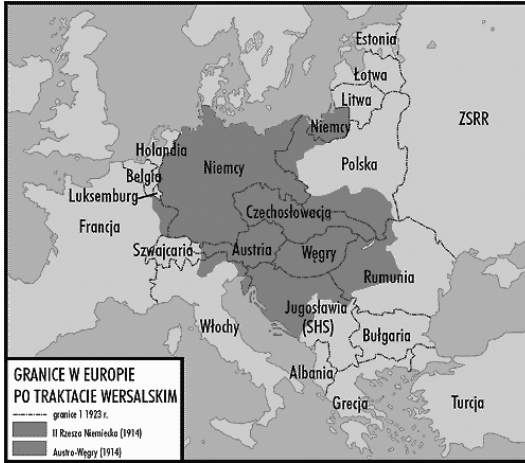 Estonia
Łotwa
Litwa
ZSRR
Niemcy
Holandia
Niemcy
Polska
Belgia
Luksemburg
Czechosłowacja
Francja
Szwajcaria
Austria
Węgry
Rumunia
Jugosławia
(SHS)
Włochy
Bułgaria
Albania
Grecja
Turcja
GRANICE W EUROPIE
PO TRAKTACIE WERSALSKIM
granice 1 1923 r.
II Rzesza Niemiecka (1914)
Austro-Węgry (1914)